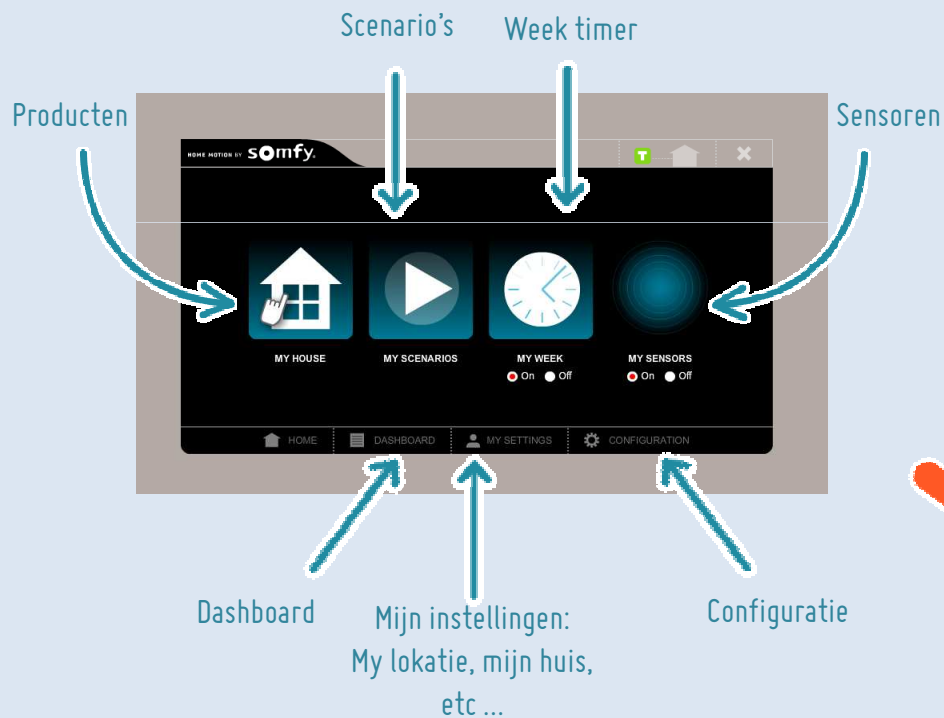 Scenario's
Week timer
Producten
Sensoren
HOME MOTION BY somfy.
T
MY HOUSE
MY SCENARIOS
MY WEEK
MY SENSORS
On Off
On Off
HOME
DASHBOARD
MY SETTINGS
CONFIGURATION
Dashboard
Mijn instellingen:
My lokatie, mijn huis,
etc ...
Configuratie